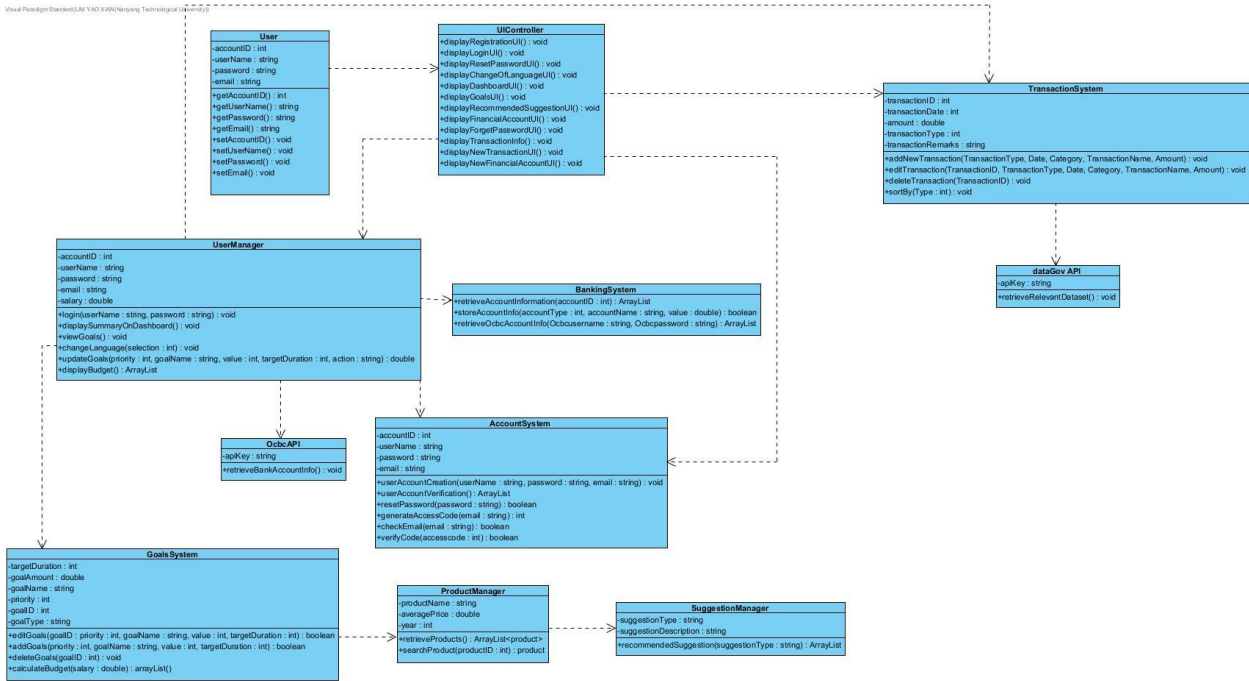 Visual Paradigm Standard(LIM YAO XIAN(Nanyang Technological University))
User
-accountID : int
-userName : string
-password : string
-email : string
+getAccountID() : int
+getUserName() : string
+getPassword() : string
+getEmail() : string
+setAccountID() : void
+setUserName() : void
+setPassword() : void
+setEmail() : void
UIController
+displayRegistrationUI() : void
+displayLoginUI() : void
+displayResetPasswordUI() : void
+displayChangeOfLanguageUI() : void
+displayDashboardUI() : void
+displayGoalsUI() : void
+displayRecommendedSuggestionUI() : void
+displayFinancialAccountUI() : void
+displayForgetPasswordUI() : void
+displayTransactionInfo() : void
+displayNewTransactionUI() : void
+displayNewFinancialAccountUI() : void
TransactionSystem
-transactionID : int
-transactionDate : int
-amount : double
-transactionType : int
-transactionRemarks : string
+addNewTransaction(TransactionType, Date, Category, TransactionName, Amount) : void
+editTransaction(TransactionID, TransactionType, Date, Category, TransactionName, Amount) : void
+deleteTransaction(TransactionID) : void
+sortBy(Type : int) : void
UserManager
-accountID : int
-userName : string
-password : string
-email : string
-salary : double
+login(userName : string, password : string) : void
+displaySummaryOnDashboard() : void
+viewGoals() : void
+changeLanguage(selection : int) : void
+updateGoals(priority : int, goalName : string, value : int, targetDuration : int, action : string) : double
+displayBudget() : ArrayList
BankingSystem
+retrieveAccountInformation(accountID : int) : ArrayList
+storeAccountInfo(accountType : int, accountName : string, value : double) : boolean
+retrieveOcbcAccountInfo(Ocbcusername : string, Ocbcpassword : string) : ArrayList
dataGov API
-apiKey : string
+retrieveRelevantDataset() : void
OcbcAPI
-apiKey : string
+retrieveBankAccountInfo() : void
AccountSystem
-accountID : int
-userName : string
-password : string
-email : string
+userAccountCreation(userName : string, password : string, email : string) : void
+userAccountVerification() : ArrayList
+resetPassword(password : string) : boolean
+generateAccessCode(email : string) : int
+checkEmail(email : string) : boolean
+verifyCode(accesscode : int) : boolean
GoalsSystem
-targetDuration : int
-goalAmount : double
-goalName : string
-priority : int
-goalID : int
-goalType : string
+editGoals(goalID : priority : int, goalName : string, value : int, targetDuration : int) : boolean
+addGoals(priority : int, goalName : string, value : int, targetDuration : int) : boolean
+deleteGoals(goalID : int) : void
+calculateBudget(salary : double) : arrayList()
ProductManager
-productName : string
-averagePrice : double
-year : int
+retrieveProducts() : ArrayList<product>
+searchProduct(productID : int) : product
SuggestionManager
-suggestionType : string
-suggestionDescription : string
+recommendedSuggestion(suggestionType : string) : ArrayList